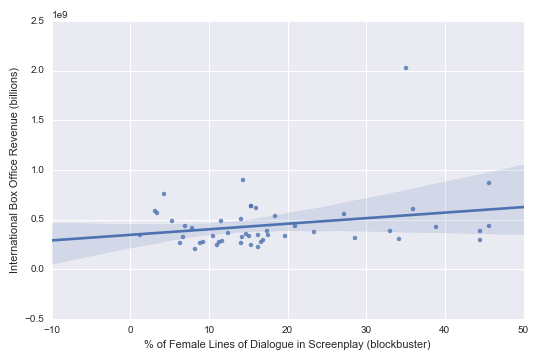 1e9
2.5
2.0
1.5
1.0
0.5
0.0
−0.5
International Box Office Revenue (billions)
−10 0 10 20 30 40 50
% of Female Lines of Dialogue in Screenplay (blockbuster)